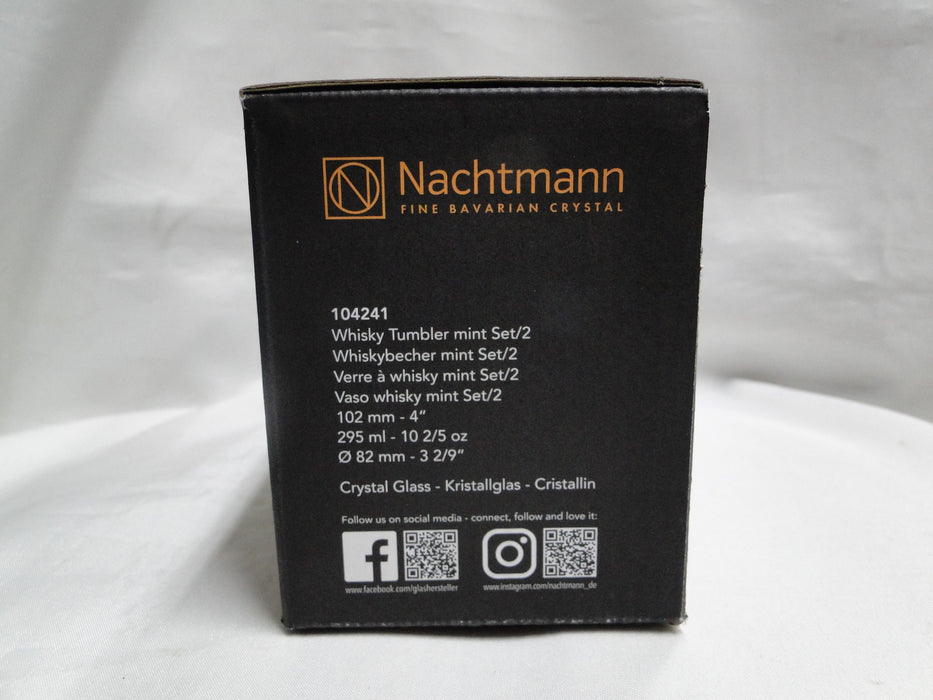 Nachtmann
FINE BAVARIAN CRYSTAL
104241
Whisky Tumbler mint Set/2
Whiskybecher mint Set/2
Verre à whisky mint Set/2
Vaso whisky mint Set/2
102 mm - 4”
295 ml - 10 2/5 oz
Ø 82 mm - 3 2/9”
Crystal Glass - Kristallglas - Cristallin
Follow us on social media - connect, follow and love it:
www.facebook.com/glashersteller www.instagram.com/nachtmann_de